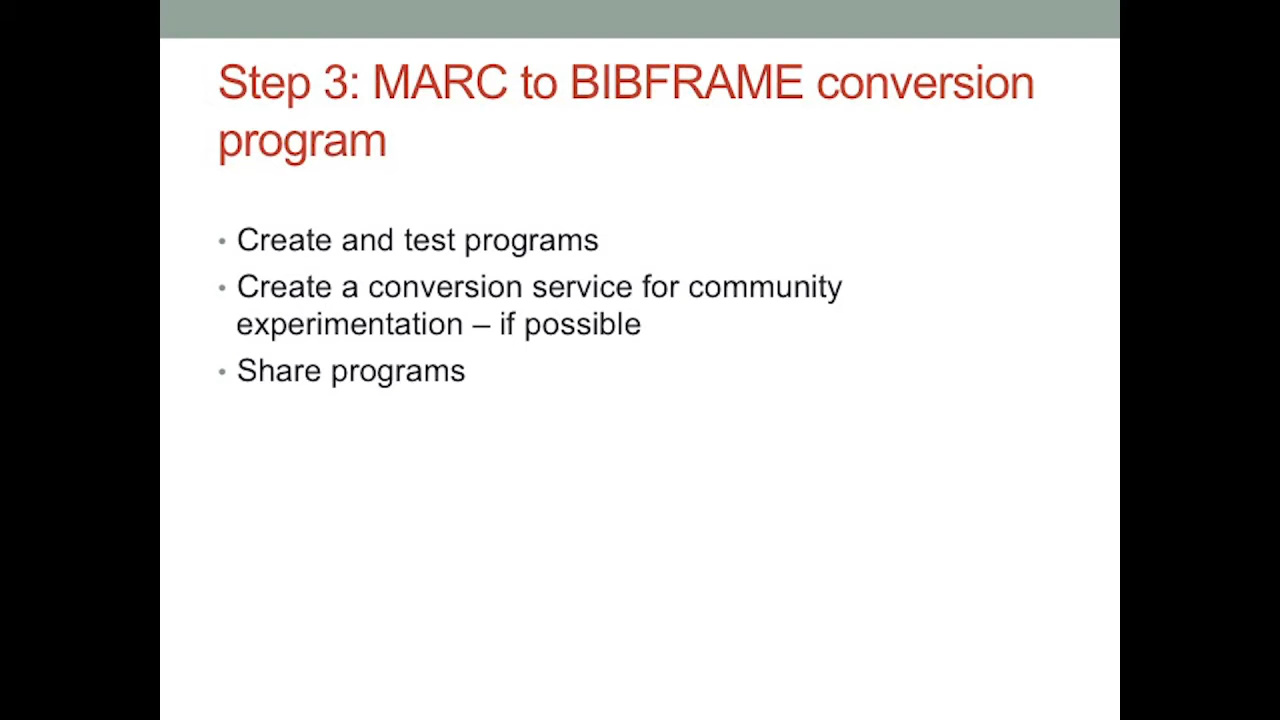 Step 3: MARC to BIBFRAME conversion
program
• Create and test programs
• Create a conversion service for community
experimentation – if possible
• Share programs